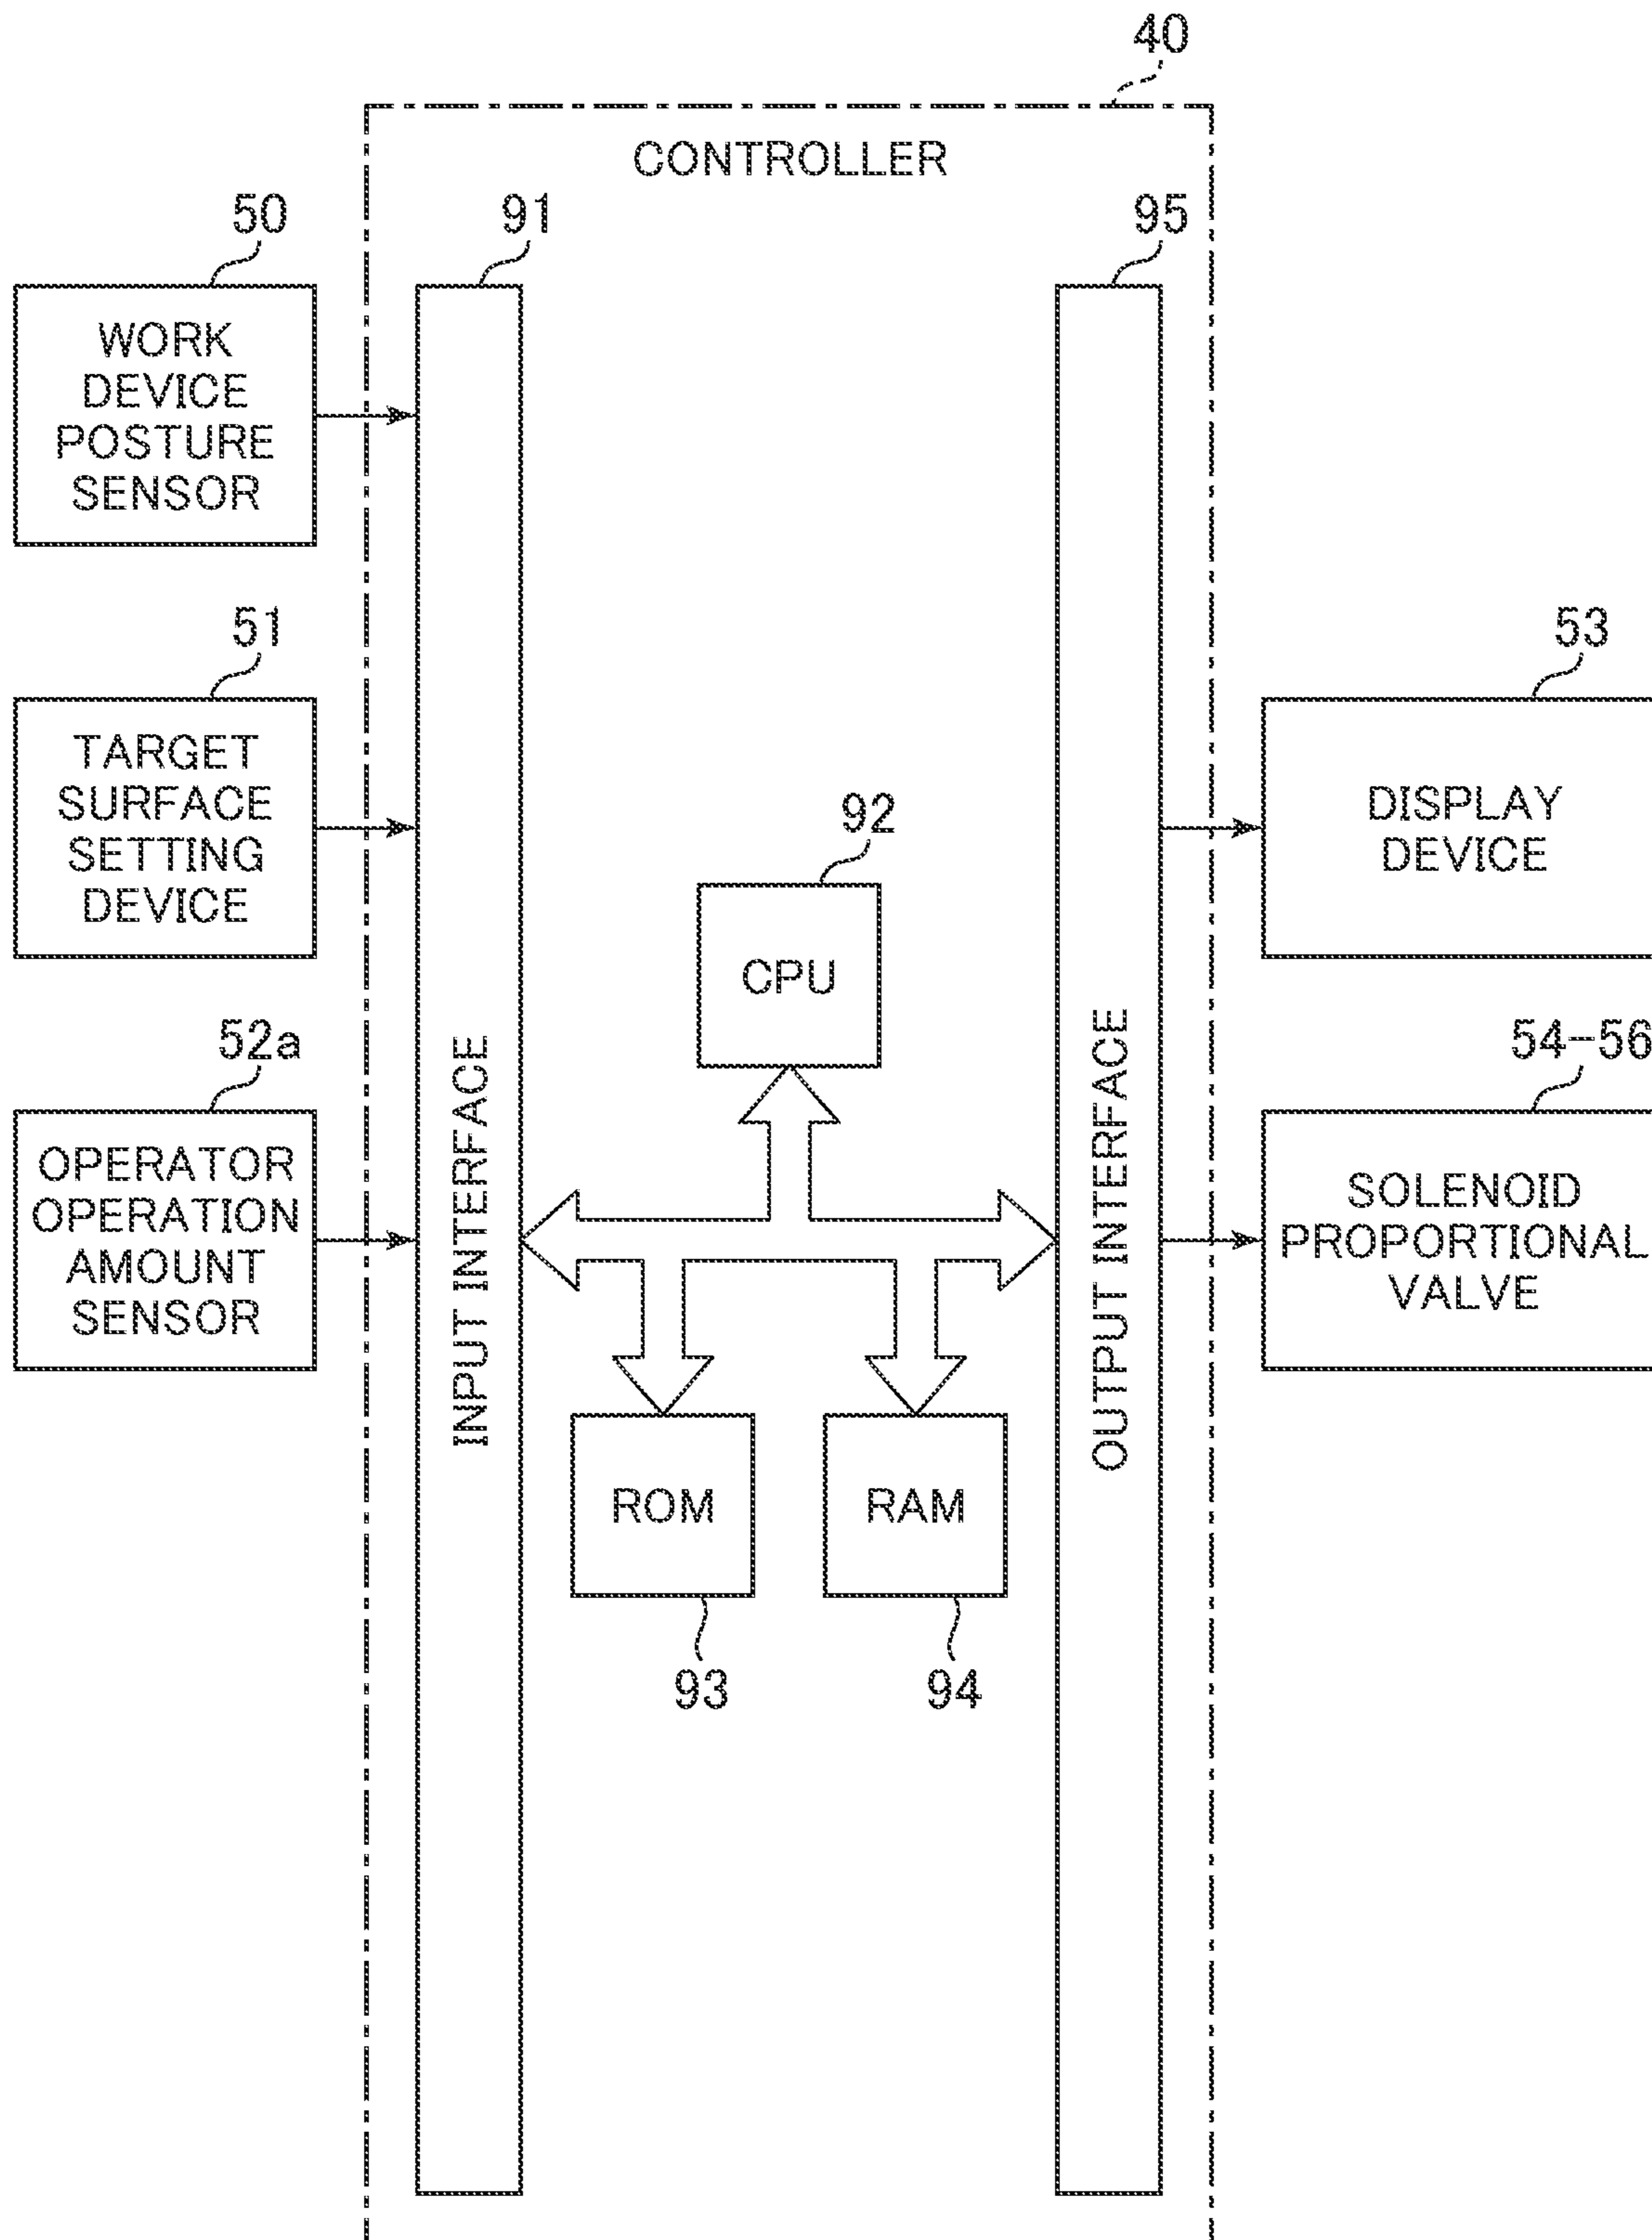 40
CONTROLLER
50
91
95
WORK
DEVICE
POSTURE
SENSOR
51
53
TARGET
SURFACE
SETTING
DEVICE
DISPLAY
DEVICE
92
CPU
52a
54-56
OPERATOR
OPERATION
AMOUNT
SENSOR
INPUT INTERFACE
OUTPUT INTERFACE
SOLENOID
PROPORTIONAL
VALVE
ROM
RAM
93
94